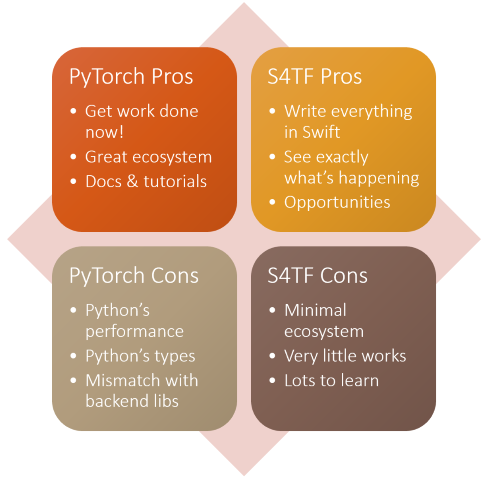 PyTorch Pros
• Get work done
now!
• Great ecosystem
• Docs & tutorials
S4TF Pros
• Write everything
in Swift
• See exactly
what's happening
• Opportunities
PyTorch Cons
• Python's
performance
• Python's types
• Mismatch with
backend libs
S4TF Cons
• Minimal
ecosystem
• Very little works
• Lots to learn